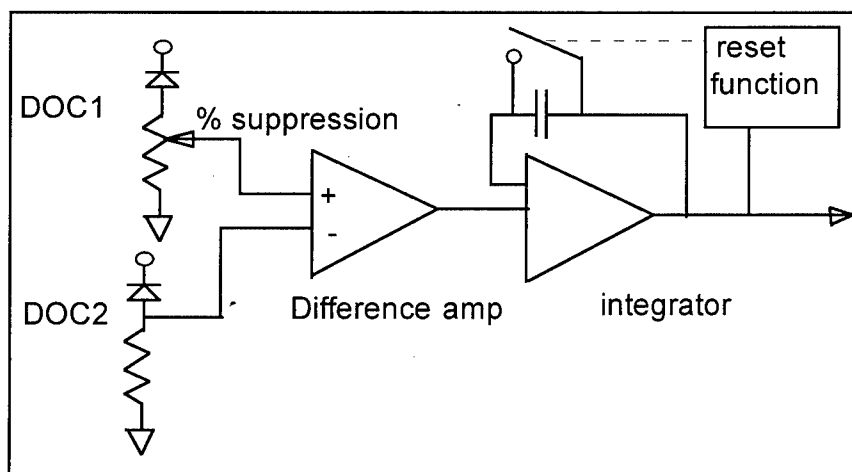 reset
function
DOC1
% suppression
+
-
DOC2
Difference amp
integrator